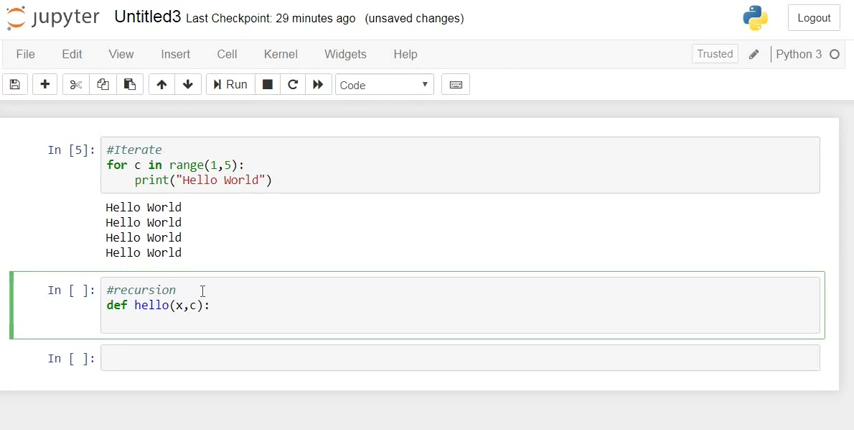 jupyter Untitled3 Last Checkpoint: 29 minutes ago (unsaved changes) Logout
File Edit View Insert Cell Kernel Widgets Help Trusted Python 3
Run Code
In [5]: #Iterate
for c in range(1,5):
    print("Hello World")
Hello World
Hello World
Hello World
Hello World
In [ ]: #recursion
def hello(x,c):
In [ ]: